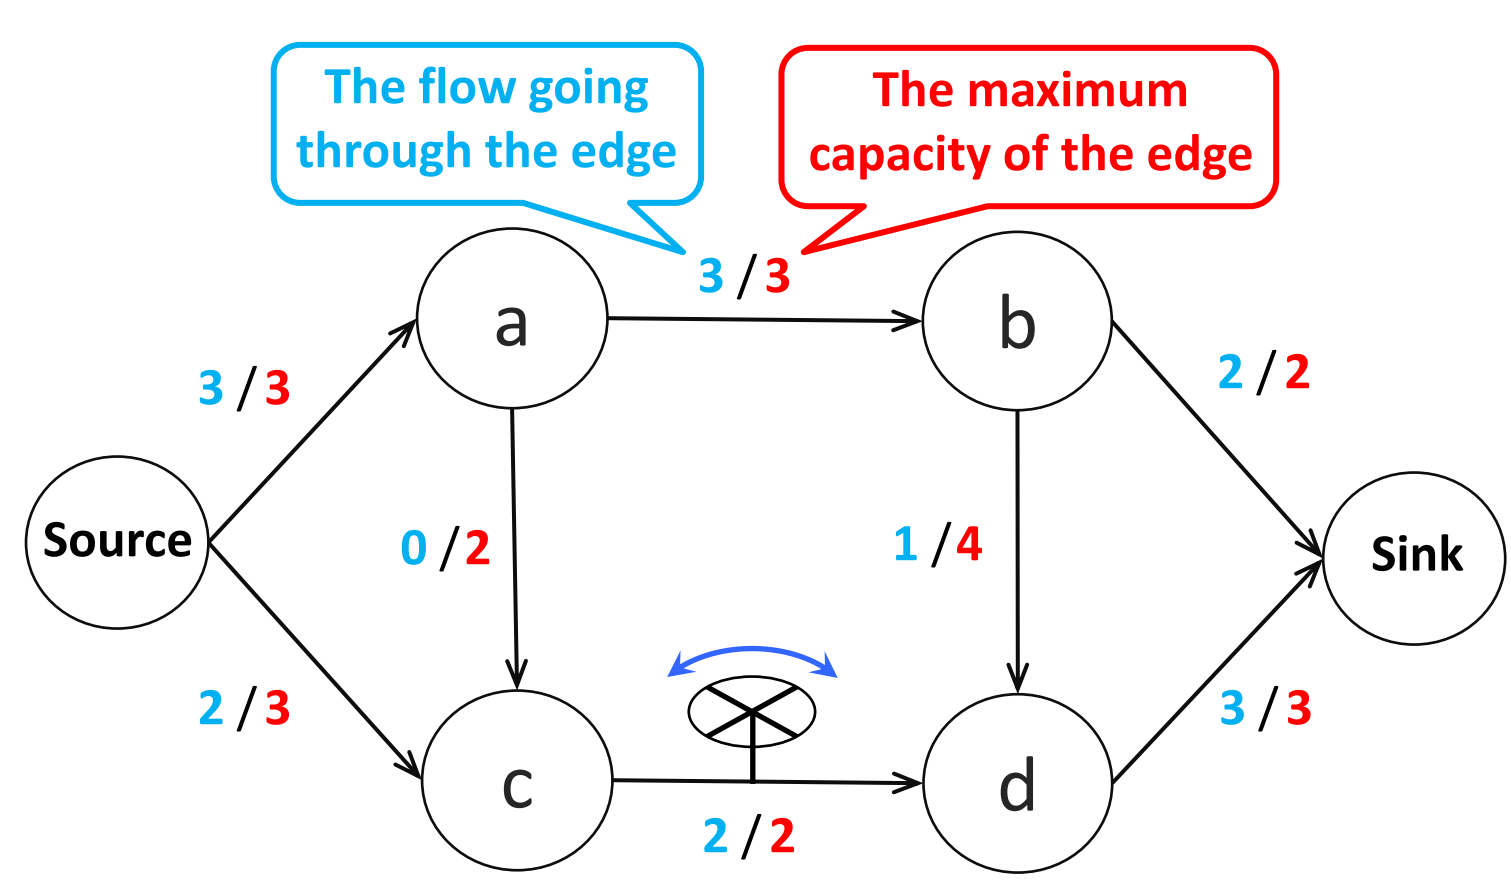 The flow going
through the edge
The maximum
capacity of the edge
3 / 3
a
b
3 / 3
2 / 2
Source
0 / 2
1 / 4
Sink
2 / 3
3 / 3
c
d
2 / 2